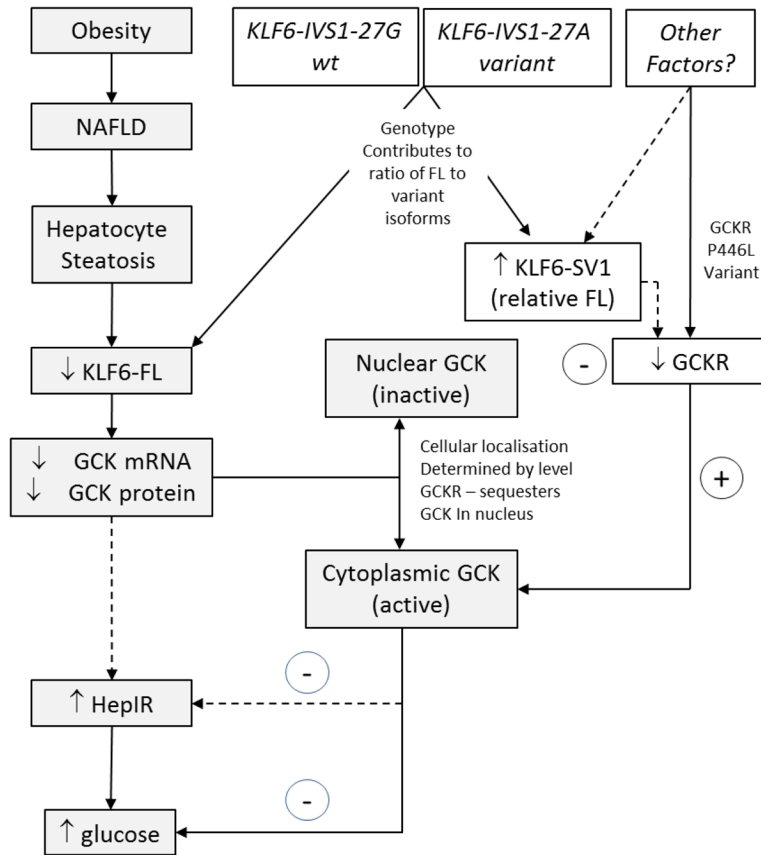 Obesity
KLF6-IVS1-27G
wt
KLF6-IVS1-27A
variant
Other
Factors?
NAFLD
Genotype
Contributes to
ratio of FL to
variant
isoforms
Hepatocyte
Steatosis
↑ KLF6-SV1
(relative FL)
GCKR
P446L
Variant
↓ KLF6-FL
Nuclear GCK
(inactive)
-
↓ GCKR
↓ GCK mRNA
↓ GCK protein
Cellular localisation
Determined by level
GCKR – sequesters
GCK In nucleus
+
Cytoplasmic GCK
(active)
-
↑ HepIR
-
↑ glucose